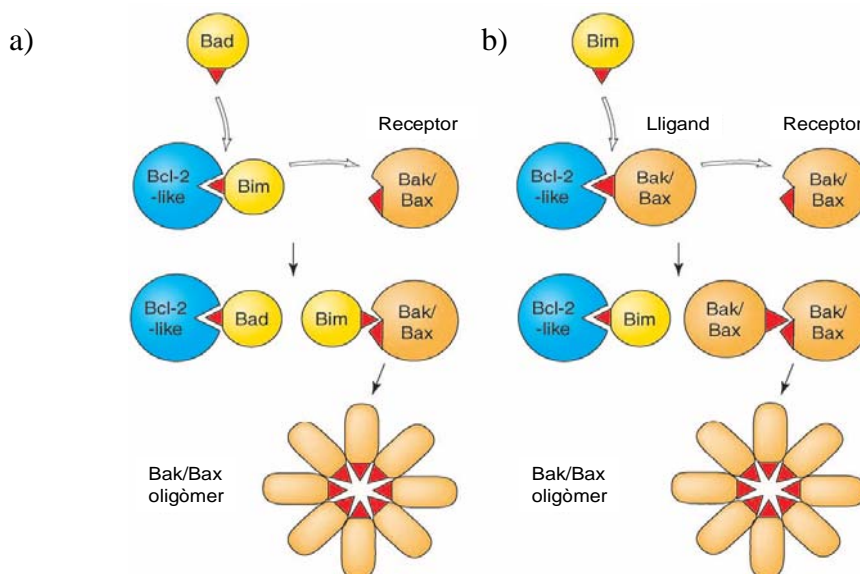 a)
Bad
Receptor
Bcl-2
-like
Bim
Bak/
Bax
Bcl-2
-like
Bad
Bim
Bak/
Bax
Bak/Bax
oligòmer
b)
Bim
Lligand
Receptor
Bcl-2
-like
Bak/
Bax
Bak/
Bax
Bcl-2
-like
Bim
Bak/
Bax
Bak/
Bax
Bak/Bax
oligòmer